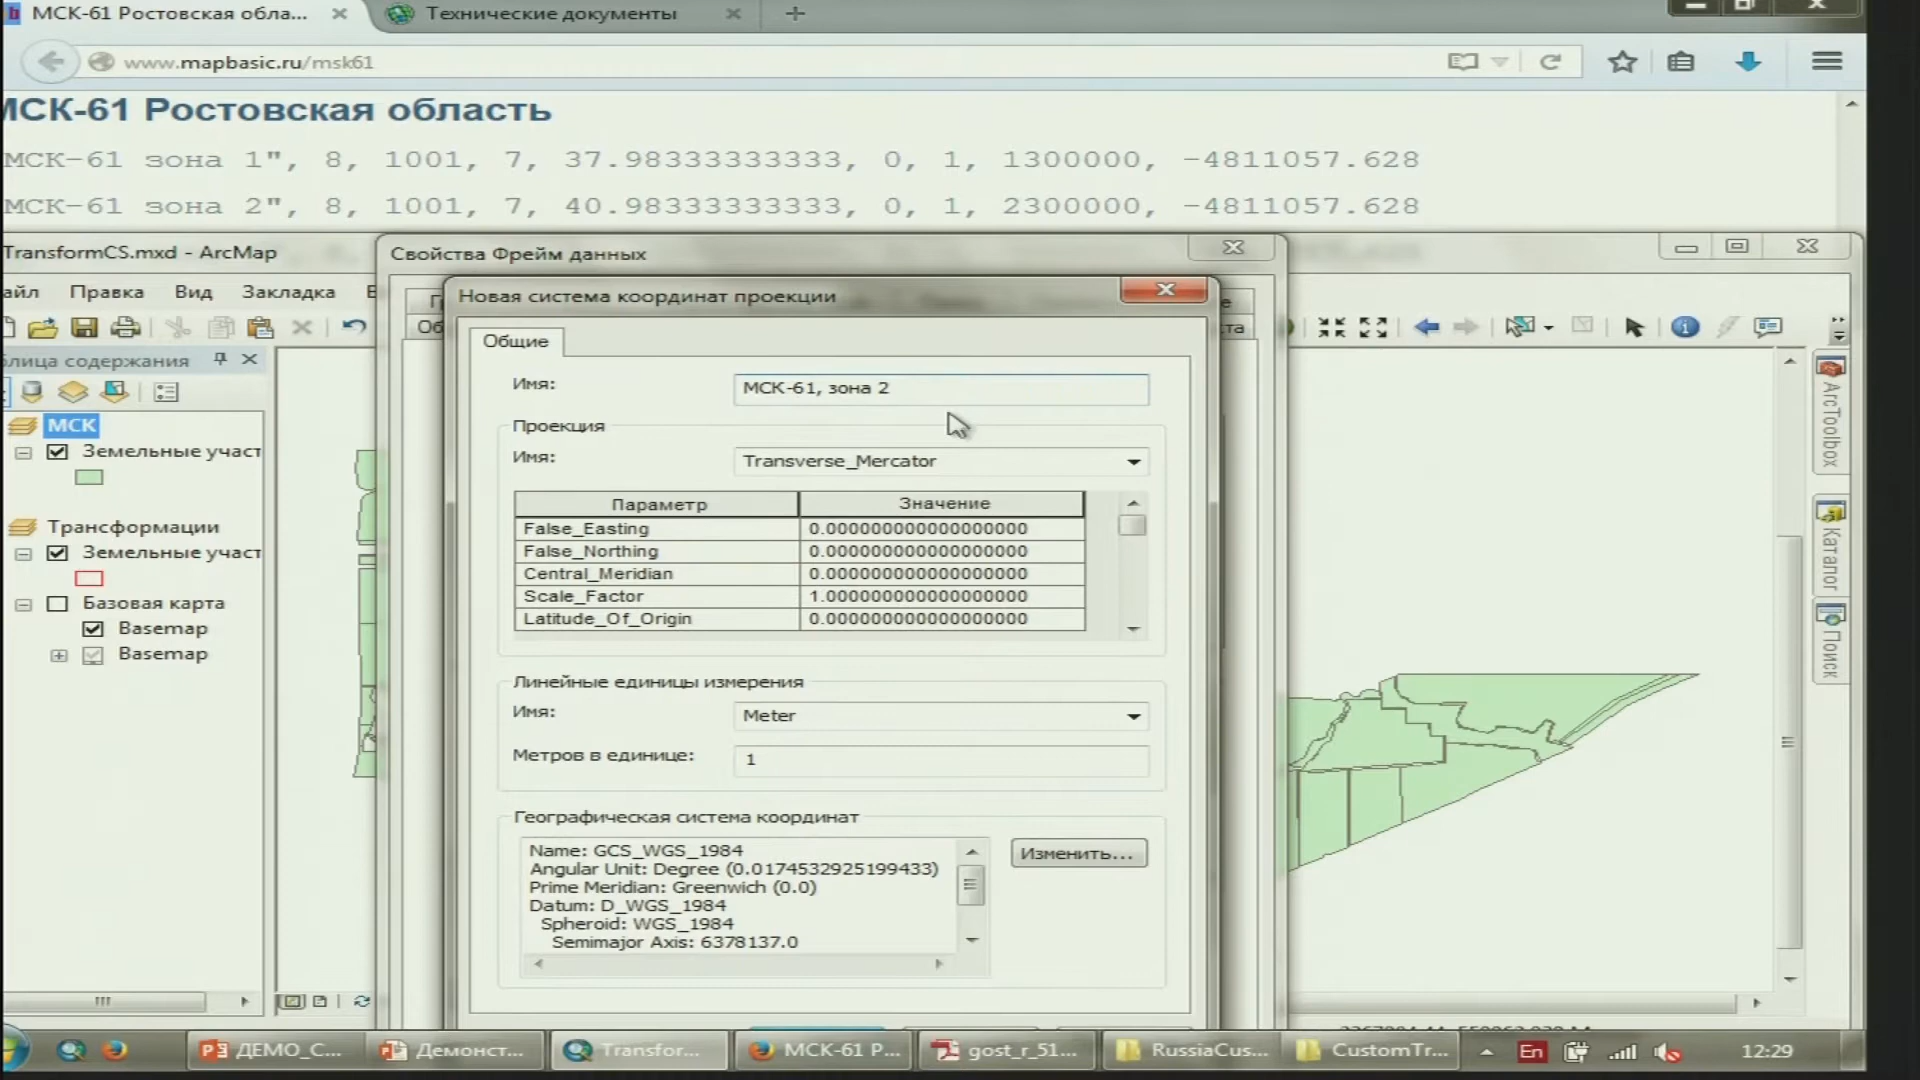 МСК-61 Ростовская обла...
Технические документы
www.mapbasic.ru/msk61
МСК-61 Ростовская область
МСК-61 зона 1", 8, 1001, 7, 37.98333333333, 0, 1, 1300000, -4811057.628
МСК-61 зона 2", 8, 1001, 7, 40.98333333333, 0, 1, 2300000, -4811057.628
TransformCS.mxd - ArcMap
Свойства Фрейм данных
айл Правка Вид Закладка
Новая система координат проекции
Об
та
блица содержания
Общие
МСК
Земельные участ
Трансформации
Земельные участ
Базовая карта
Basemap
Basemap
Имя:
МСК-61, зона 2
Проекция
Имя:
Transverse_Mercator
Параметр Значение
False_Easting 0.000000000000000000
False_Northing 0.000000000000000000
Central_Meridian 0.000000000000000000
Scale_Factor 1.000000000000000000
Latitude_Of_Origin 0.000000000000000000
Линейные единицы измерения
Имя:
Meter
Метров в единице:
1
Географическая система координат
Name: GCS_WGS_1984
Angular Unit: Degree (0.0174532925199433)
Prime Meridian: Greenwich (0.0)
Datum: D_WGS_1984
Spheroid: WGS_1984
Semimajor Axis: 6378137.0
Изменить...
ArcToolbox
Каталог
Поиск
ДЕМО_С...
Демонст...
Transfor...
МСК-61 Р...
gost_r_51...
RussiaCus...
CustomTr...
En
12:29